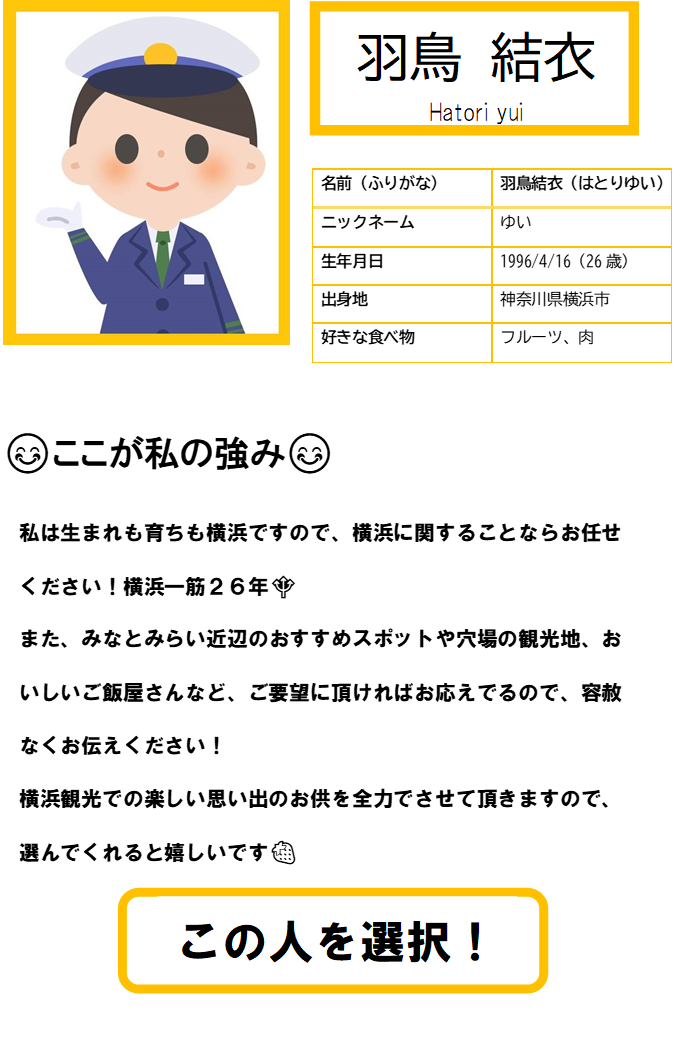 羽鳥 結衣
Hatori yui
名前（ふりがな） 羽鳥結衣（はとりゆい）
ニックネーム ゆい
生年月日 1996/4/16（26歳）
出身地 神奈川県横浜市
好きな食べ物 フルーツ、肉
😊ここが私の強み😊
私は生まれも育ちも横浜ですので、横浜に関することならお任せ
ください！横浜一筋２６年
また、みなとみらい近辺のおすすめスポットや穴場の観光地、お
いしいご飯屋さんなど、ご要望に頂ければお応えでるので、容赦
なくお伝えください！
横浜観光での楽しい思い出のお供を全力でさせて頂きますので、
選んでくれると嬉しいです
この人を選択！